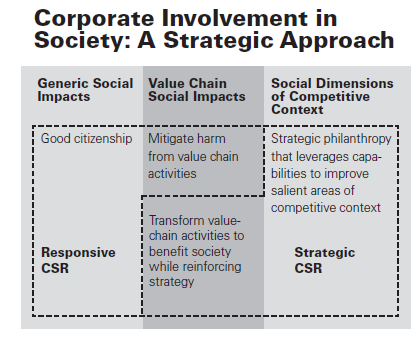 Corporate Involvement in
Society: A Strategic Approach
Generic Social
Impacts
Value Chain
Social Impacts
Social Dimensions
of Competitive
Context
Good citizenship
Mitigate harm
from value chain
activities
Strategic philanthropy
that leverages capa-
bilities to improve
salient areas of
competitive context
Transform value-
chain activities to
benefit society
while reinforcing
strategy
Responsive
CSR
Strategic
CSR